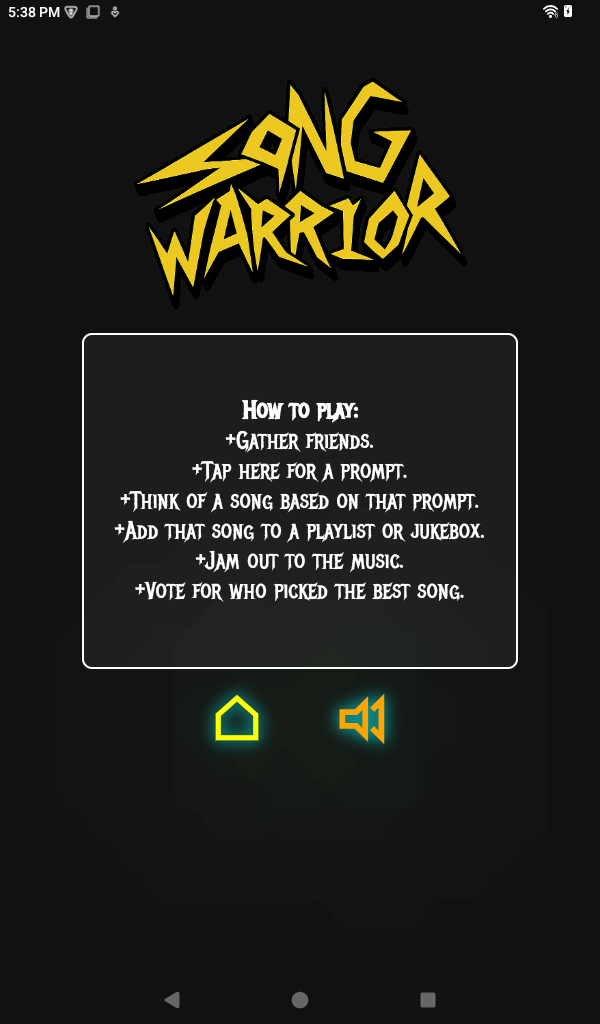 5:38 PM
SONG
WARRIOR
How to play:
+Gather friends.
+Tap here for a prompt.
+Think of a song based on that prompt.
+Add that song to a playlist or jukebox.
+Jam out to the music.
+Vote for who picked the best song.